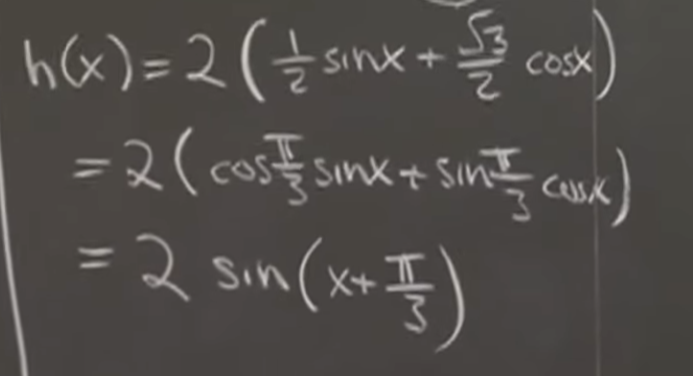 h(x) = 2 ( 1/2 sinx + √3/2 cosx )
= 2 ( cos π/3 sinx + sin π/3 cosx )
= 2 sin ( x + π/3 )